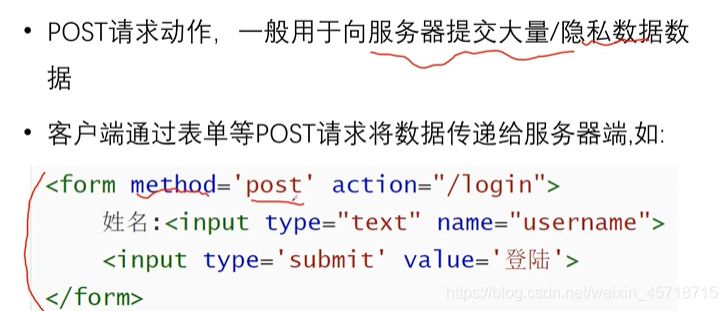 • POST请求动作，一般用于向服务器提交大量/隐私数据数
据
• 客户端通过表单等POST请求将数据传递给服务器端,如:
<form method='post' action="/login">
姓名:<input type="text" name="username">
<input type='submit' value='登陆'>
</form>
https://blog.csdn.net/weixin_45718715